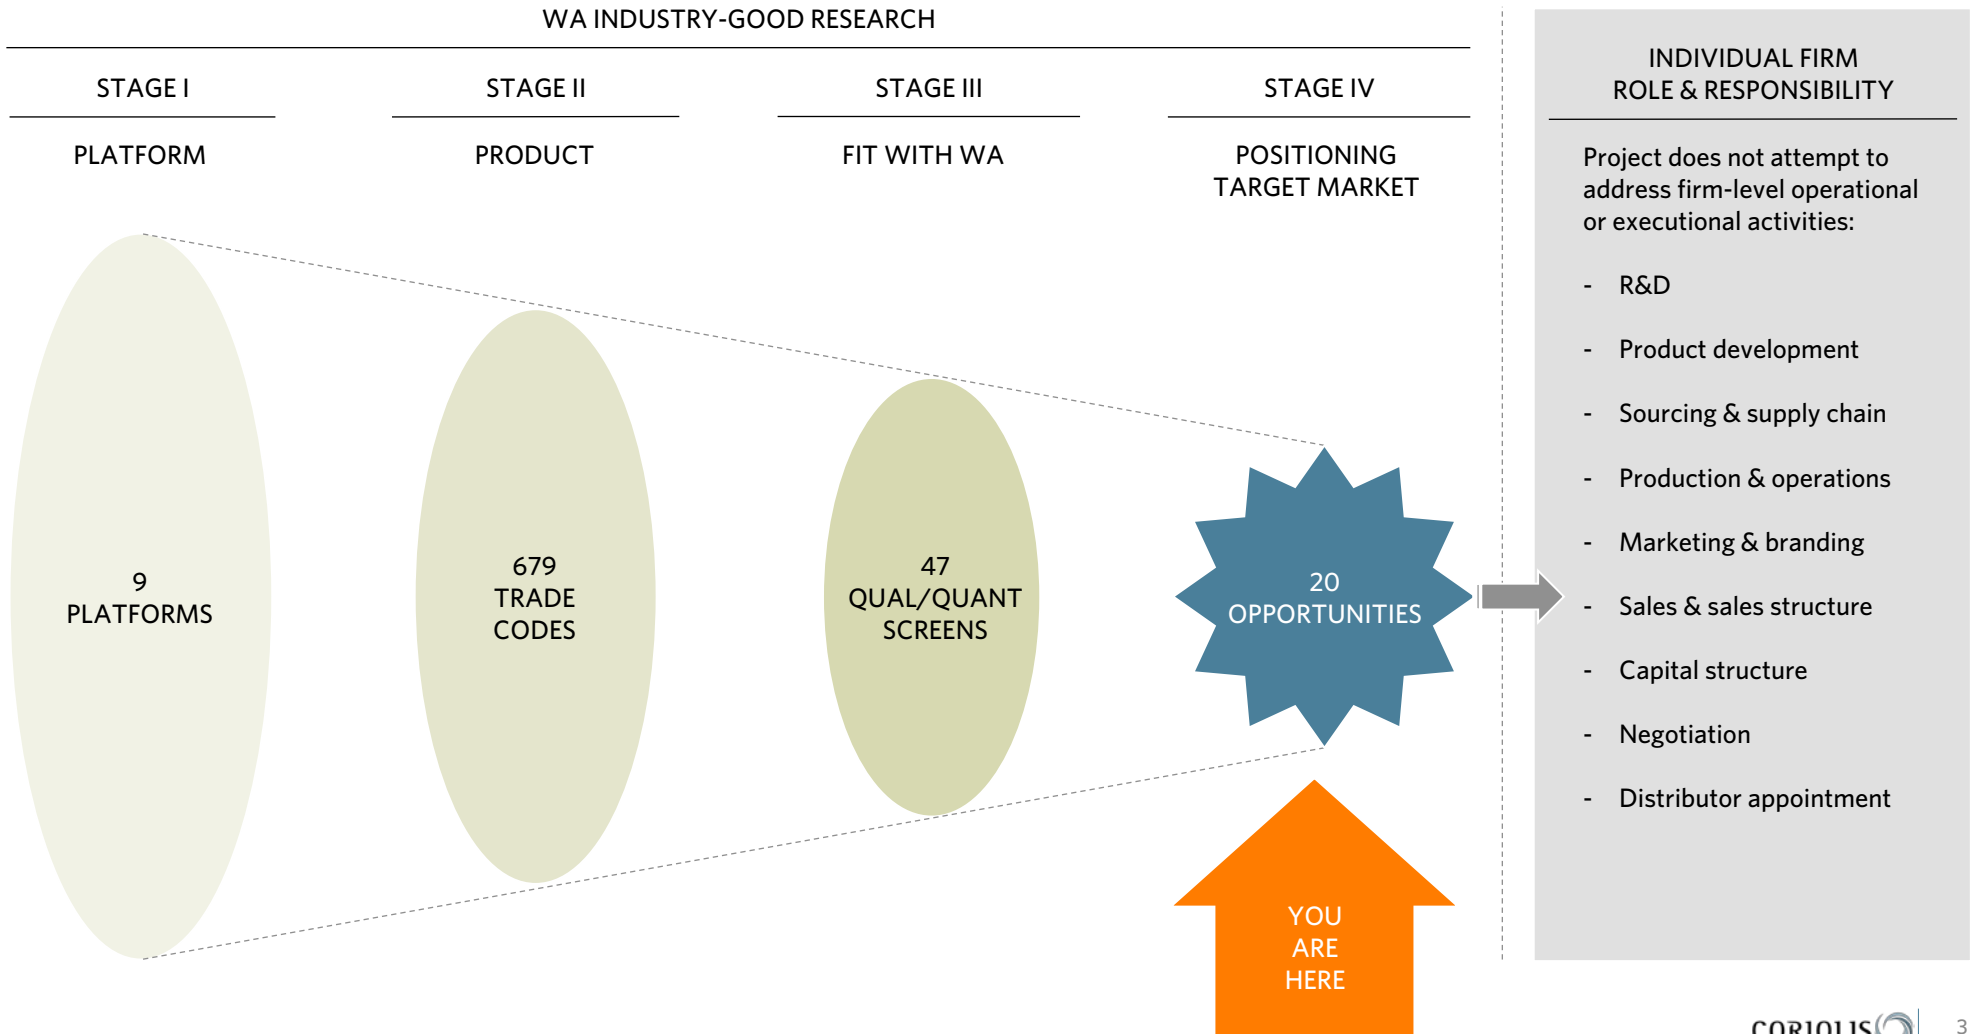 WA INDUSTRY-GOOD RESEARCH
STAGE I
PLATFORM
9
PLATFORMS
STAGE II
PRODUCT
679
TRADE
CODES
STAGE III
FIT WITH WA
47
QUAL/QUANT
SCREENS
STAGE IV
POSITIONING
TARGET MARKET
20
OPPORTUNITIES
YOU
ARE
HERE
INDIVIDUAL FIRM
ROLE & RESPONSIBILITY
Project does not attempt to
address firm-level operational
or executional activities:
- R&D
- Product development
- Sourcing & supply chain
- Production & operations
- Marketing & branding
- Sales & sales structure
- Capital structure
- Negotiation
- Distributor appointment
CORIOLIS
3